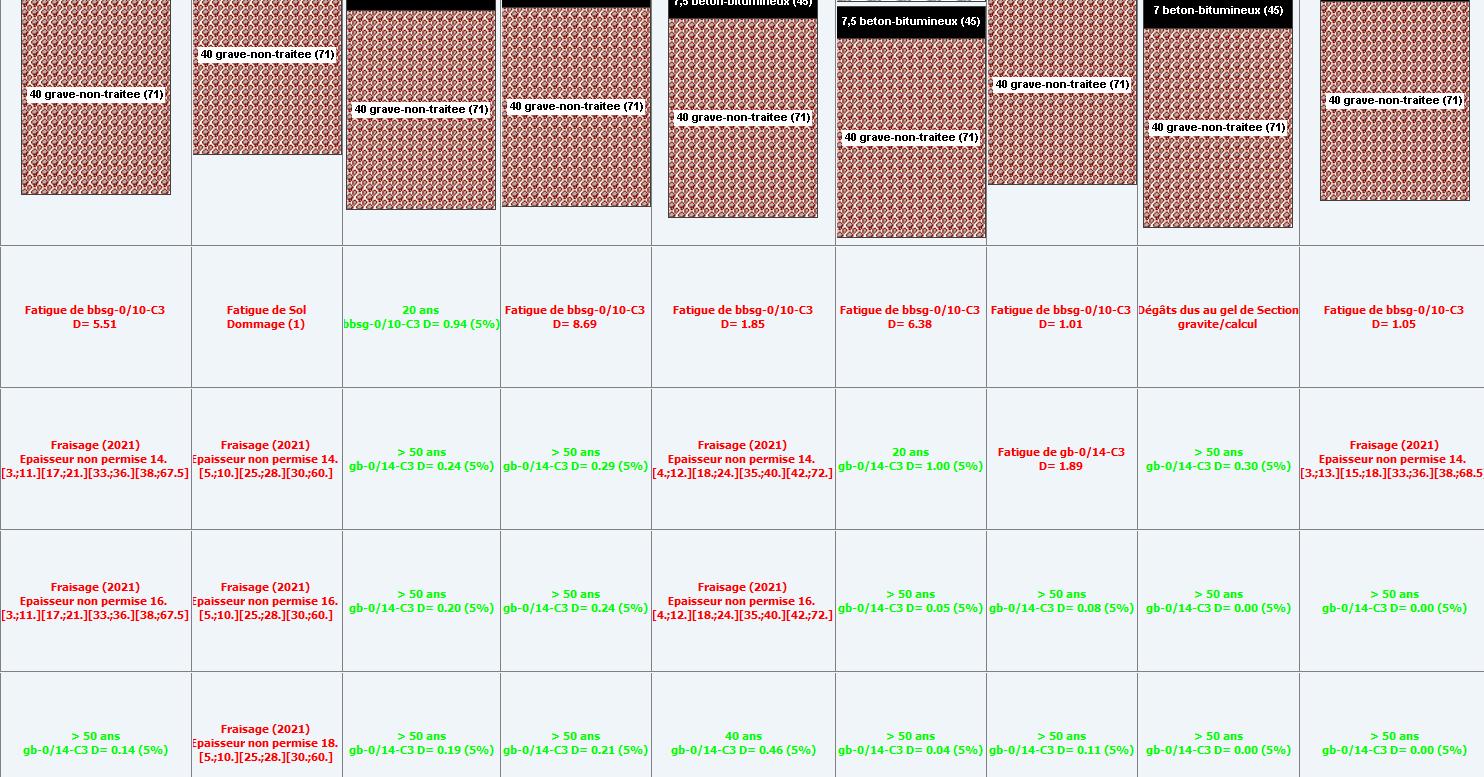 7,5 beton-bitumineux (45)
7,5 beton-bitumineux (45)
7 beton-bitumineux (45)
40 grave-non-traitee (71)
40 grave-non-traitee (71)
40 grave-non-traitee (71)
40 grave-non-traitee (71)
40 grave-non-traitee (71)
40 grave-non-traitee (71)
40 grave-non-traitee (71)
40 grave-non-traitee (71)
40 grave-non-traitee (71)
Fatigue de bbsg-0/10-C3
D= 5.51
Fatigue de Sol
Dommage (1)
20 ans
bbsg-0/10-C3 D= 0.94 (5%)
Fatigue de bbsg-0/10-C3
D= 8.69
Fatigue de bbsg-0/10-C3
D= 1.85
Fatigue de bbsg-0/10-C3
D= 6.38
Fatigue de bbsg-0/10-C3
D= 1.01
Dégâts dus au gel de Section
gravite/calcul
Fatigue de bbsg-0/10-C3
D= 1.05
Fraisage (2021)
Epaisseur non permise 14.
[3.;11.][17.;21.][33.;36.][38.;67.5]
Fraisage (2021)
Epaisseur non permise 14.
[5.;10.][25.;28.][30.;60.]
> 50 ans
gb-0/14-C3 D= 0.24 (5%)
> 50 ans
gb-0/14-C3 D= 0.29 (5%)
Fraisage (2021)
Epaisseur non permise 14.
[4.;12.][18.;24.][35.;40.][42.;72.]
20 ans
gb-0/14-C3 D= 1.00 (5%)
Fatigue de gb-0/14-C3
D= 1.89
> 50 ans
gb-0/14-C3 D= 0.30 (5%)
Fraisage (2021)
Epaisseur non permise 14.
[3.;13.][15.;18.][33.;36.][38.;68.5
Fraisage (2021)
Epaisseur non permise 16.
[3.;11.][17.;21.][33.;36.][38.;67.5]
Fraisage (2021)
Epaisseur non permise 16.
[5.;10.][25.;28.][30.;60.]
> 50 ans
gb-0/14-C3 D= 0.20 (5%)
> 50 ans
gb-0/14-C3 D= 0.24 (5%)
Fraisage (2021)
Epaisseur non permise 16.
[4.;12.][18.;24.][35.;40.][42.;72.]
> 50 ans
gb-0/14-C3 D= 0.05 (5%)
> 50 ans
gb-0/14-C3 D= 0.08 (5%)
> 50 ans
gb-0/14-C3 D= 0.00 (5%)
> 50 ans
gb-0/14-C3 D= 0.00 (5%)
> 50 ans
gb-0/14-C3 D= 0.14 (5%)
Fraisage (2021)
Epaisseur non permise 18.
[5.;10.][25.;28.][30.;60.]
> 50 ans
gb-0/14-C3 D= 0.19 (5%)
> 50 ans
gb-0/14-C3 D= 0.21 (5%)
40 ans
gb-0/14-C3 D= 0.46 (5%)
> 50 ans
gb-0/14-C3 D= 0.04 (5%)
> 50 ans
gb-0/14-C3 D= 0.11 (5%)
> 50 ans
gb-0/14-C3 D= 0.00 (5%)
> 50 ans
gb-0/14-C3 D= 0.00 (5%)